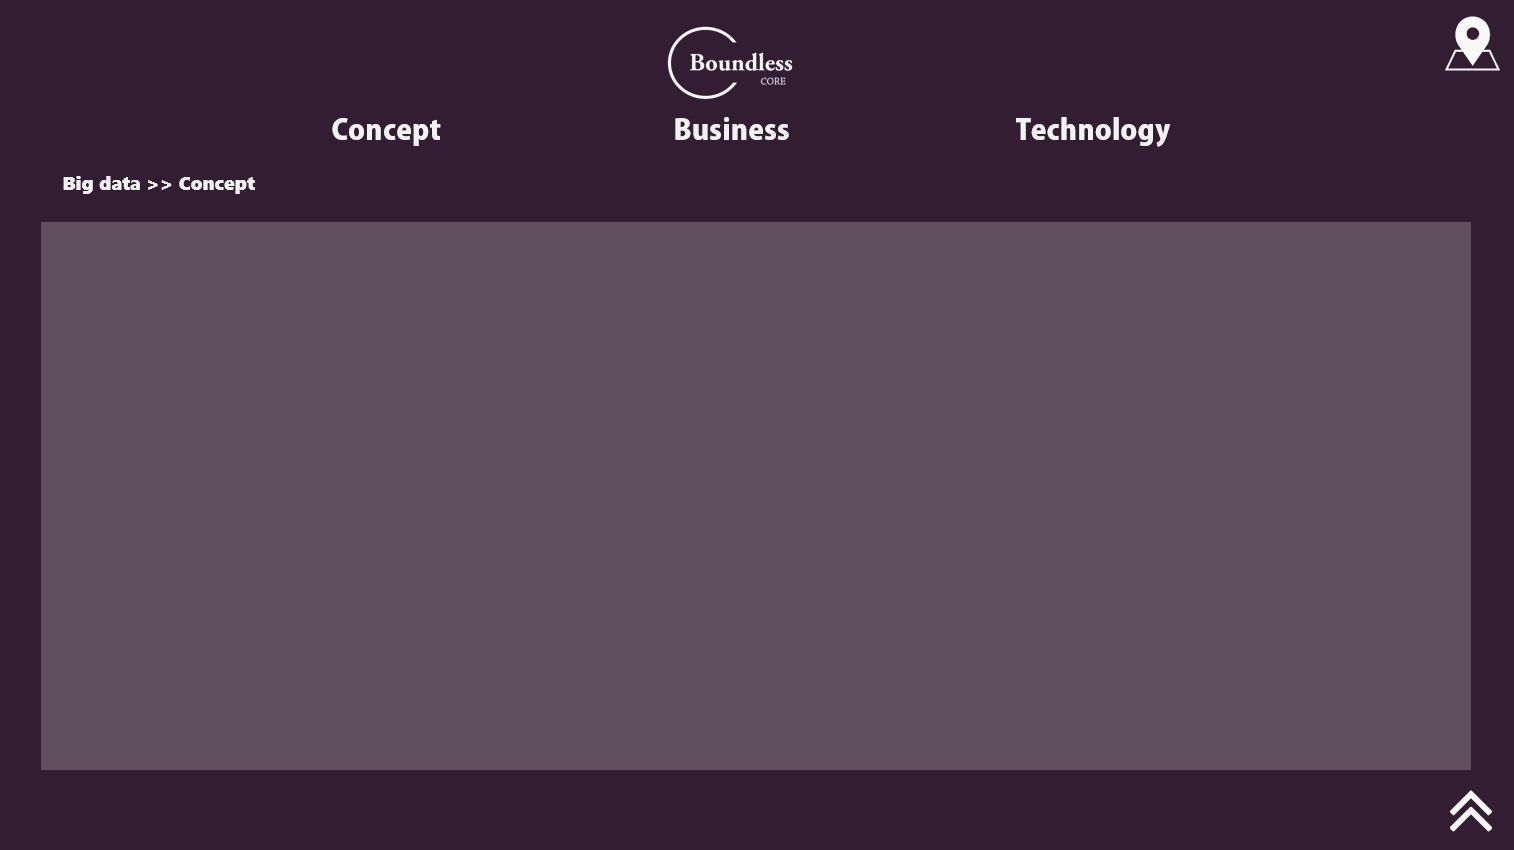 Boundless
CORE
Concept Business Technology
Big data >> Concept